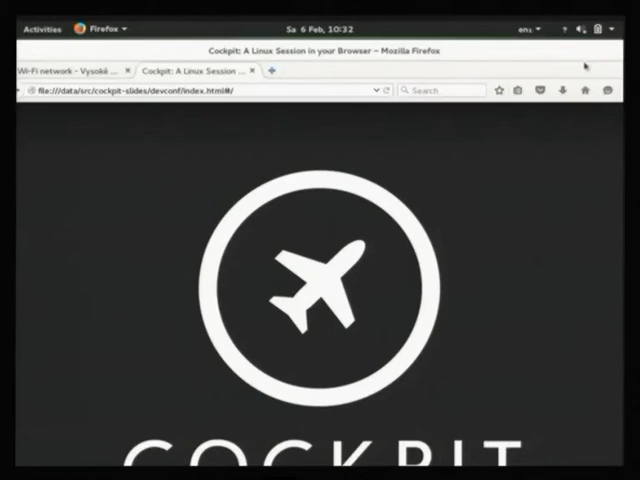 Activities Firefox Sa 6 Feb, 10:32 en₁ ?
Cockpit: A Linux Session in your Browser – Mozilla Firefox
Wi-Fi network - Vysoké ... × Cockpit: A Linux Session ... ×
file:///data/src/cockpit-slides/devconf/index.html#/ Search
COCKPIT